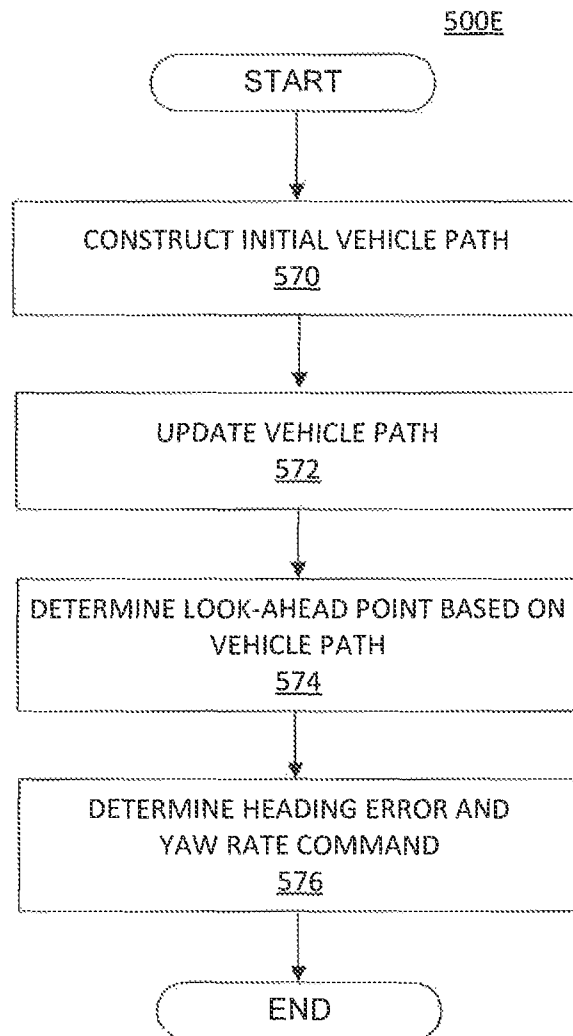 500E
START
CONSTRUCT INITIAL VEHICLE PATH
570
UPDATE VEHICLE PATH
572
DETERMINE LOOK-AHEAD POINT BASED ON
VEHICLE PATH
574
DETERMINE HEADING ERROR AND
YAW RATE COMMAND
576
END